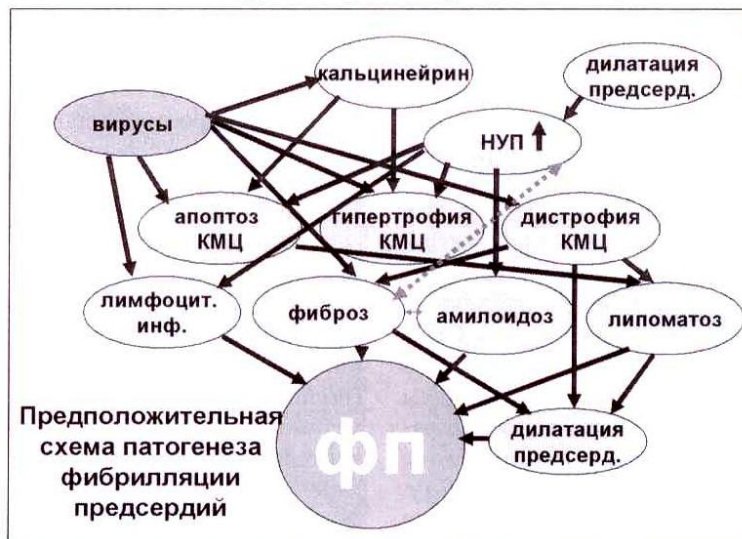 кальцинейрин
дилатация
предсерд.
вирусы
НУП
апоптоз
КМЦ
гипертрофия
КМЦ
дистрофия
КМЦ
лимфоцит.
инф.
фиброз
амилоидоз
липоматоз
Предположительная
схема патогенеза
фибрилляции
предсердий
фп
дилатация
предсерд.